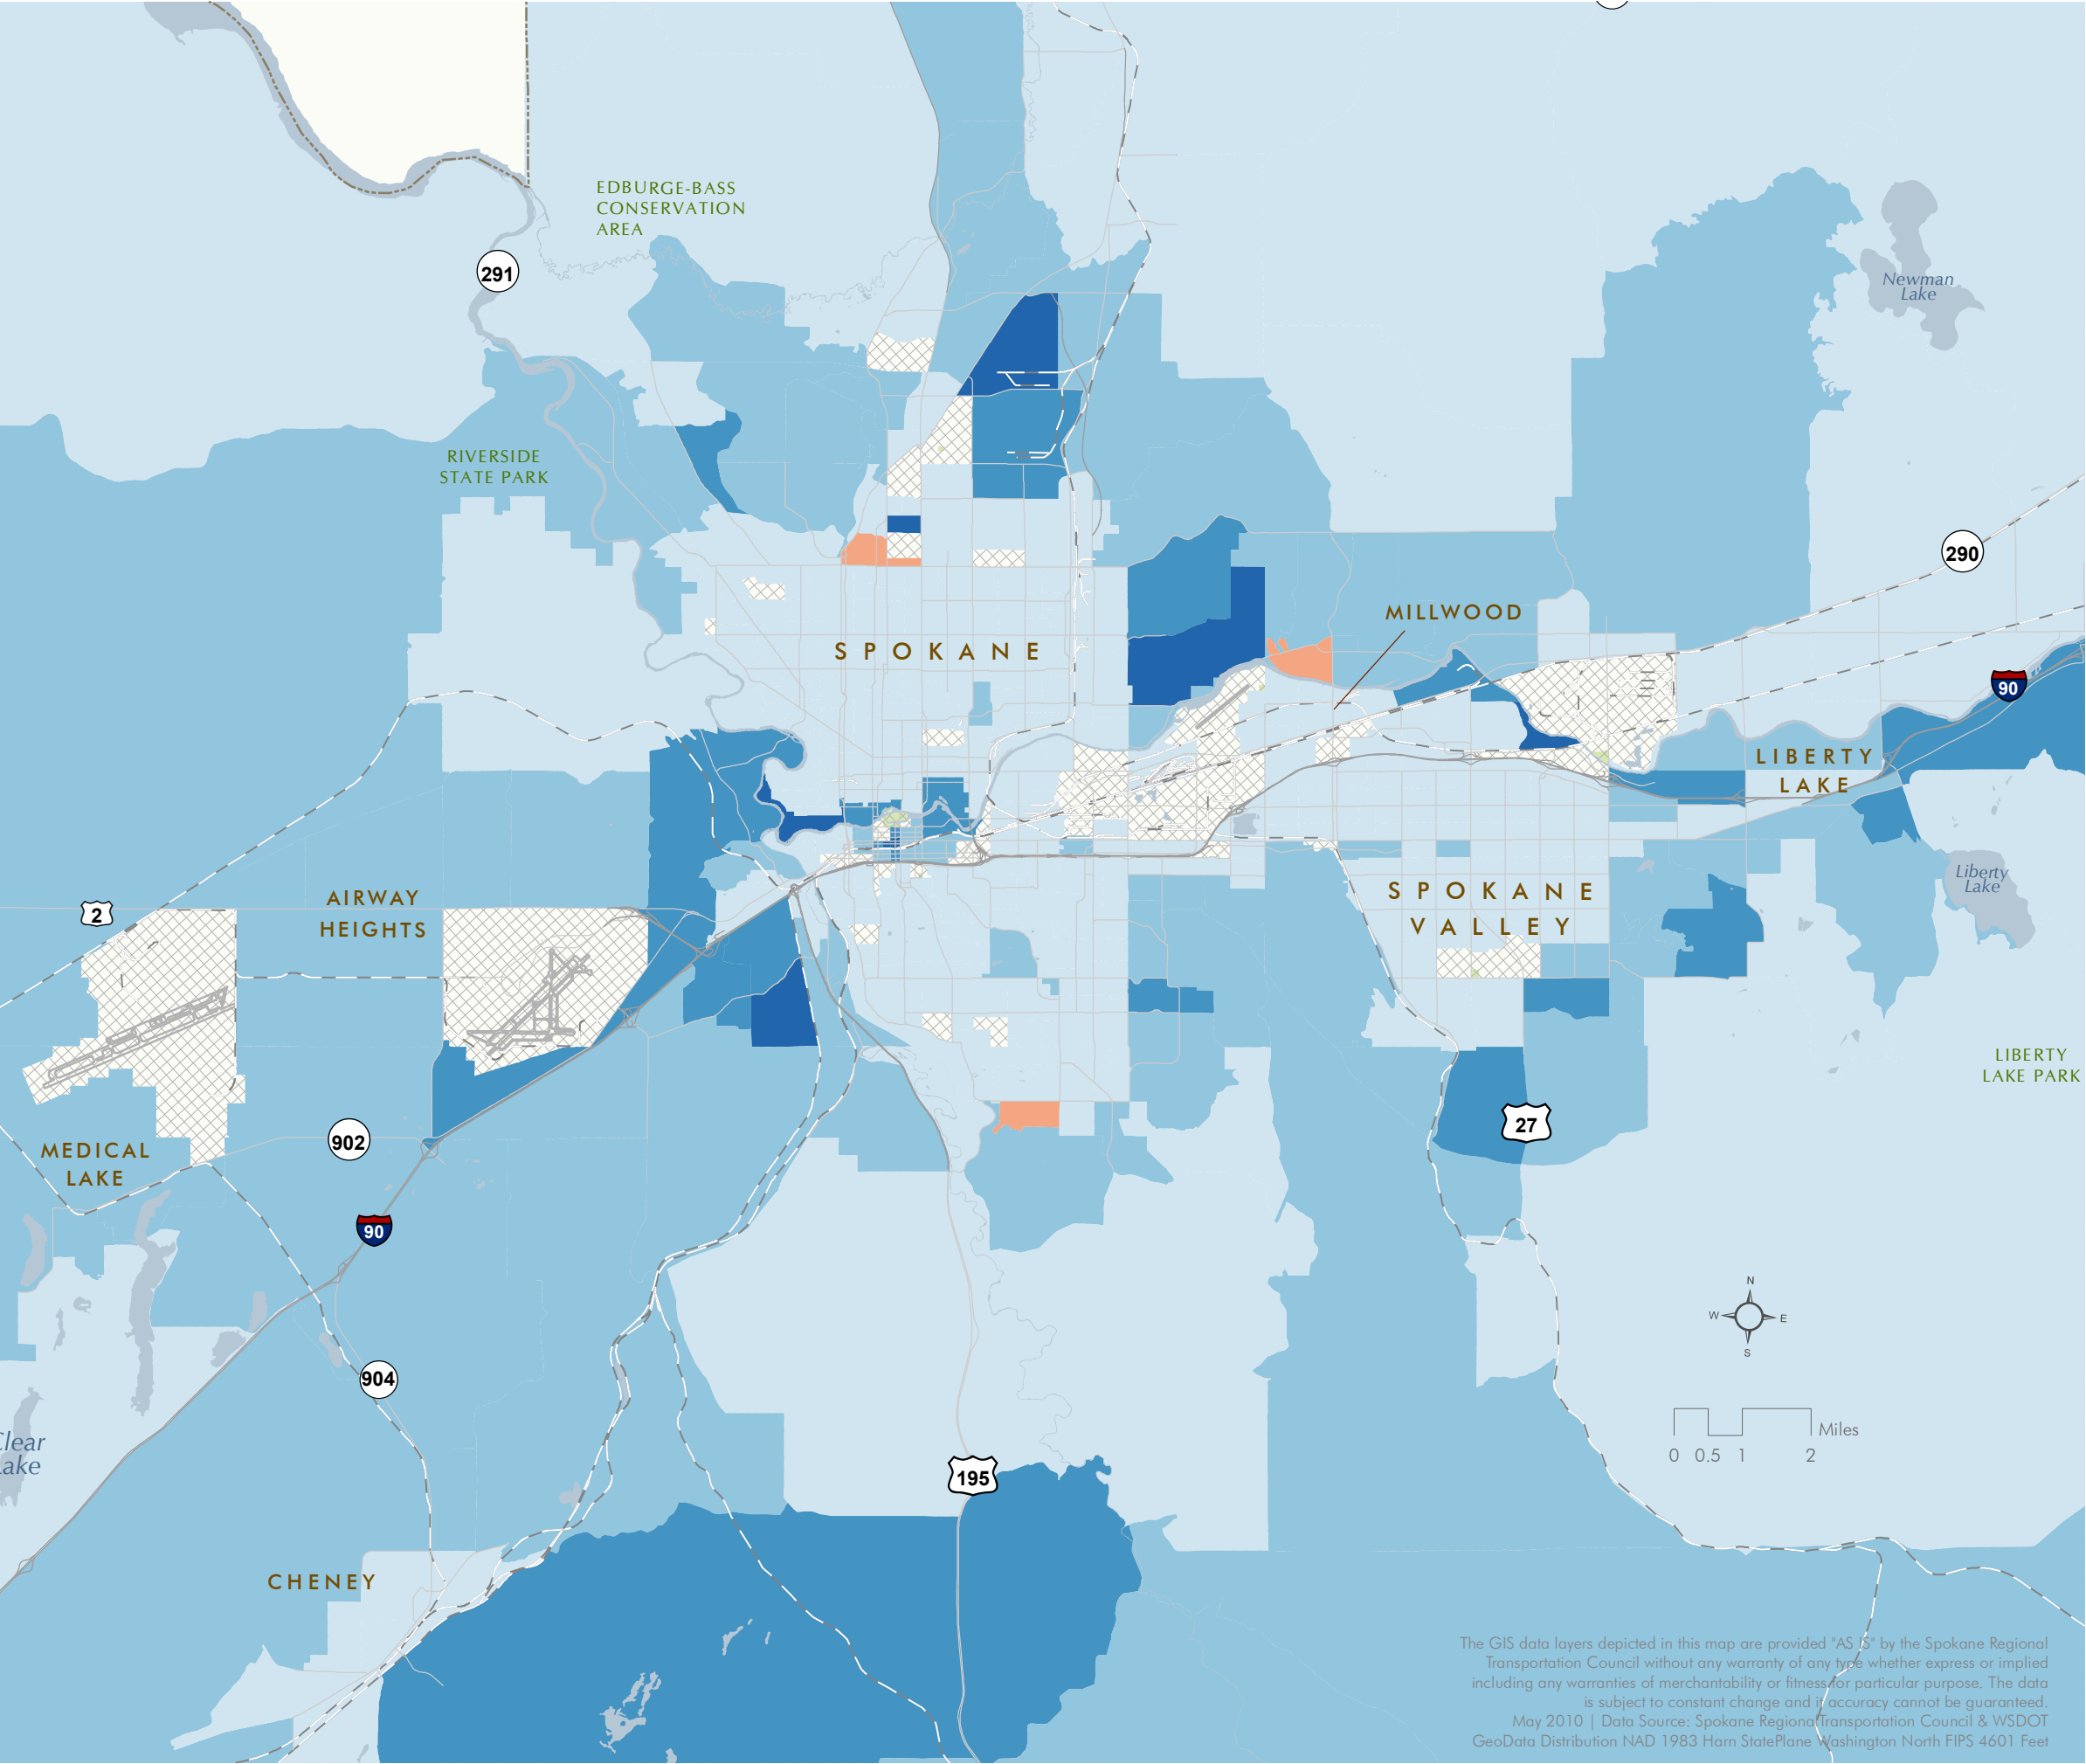 EDBURGE-BASS
CONSERVATION
AREA
291
Newman
Lake
RIVERSIDE
STATE PARK
290
MILLWOOD
SPOKANE
90
LIBERTY
LAKE
Liberty
Lake
AIRWAY
HEIGHTS
2
SPOKANE
VALLEY
LIBERTY
LAKE PARK
27
902
MEDICAL
LAKE
90
N
W E
S
904
Miles
0 0.5 1 2
Clear
Lake
195
CHENEY
The GIS data layers depicted in this map are provided "AS IS" by the Spokane Regional
Transportation Council without any warranty of any type whether express or implied
including any warranties of merchantability or fitness for particular purpose. The data
is subject to constant change and it accuracy cannot be guaranteed.
May 2010 | Data Source: Spokane Regional Transportation Council & WSDOT
GeoData Distribution NAD 1983 Harn StatePlane Washington North FIPS 4601 Feet